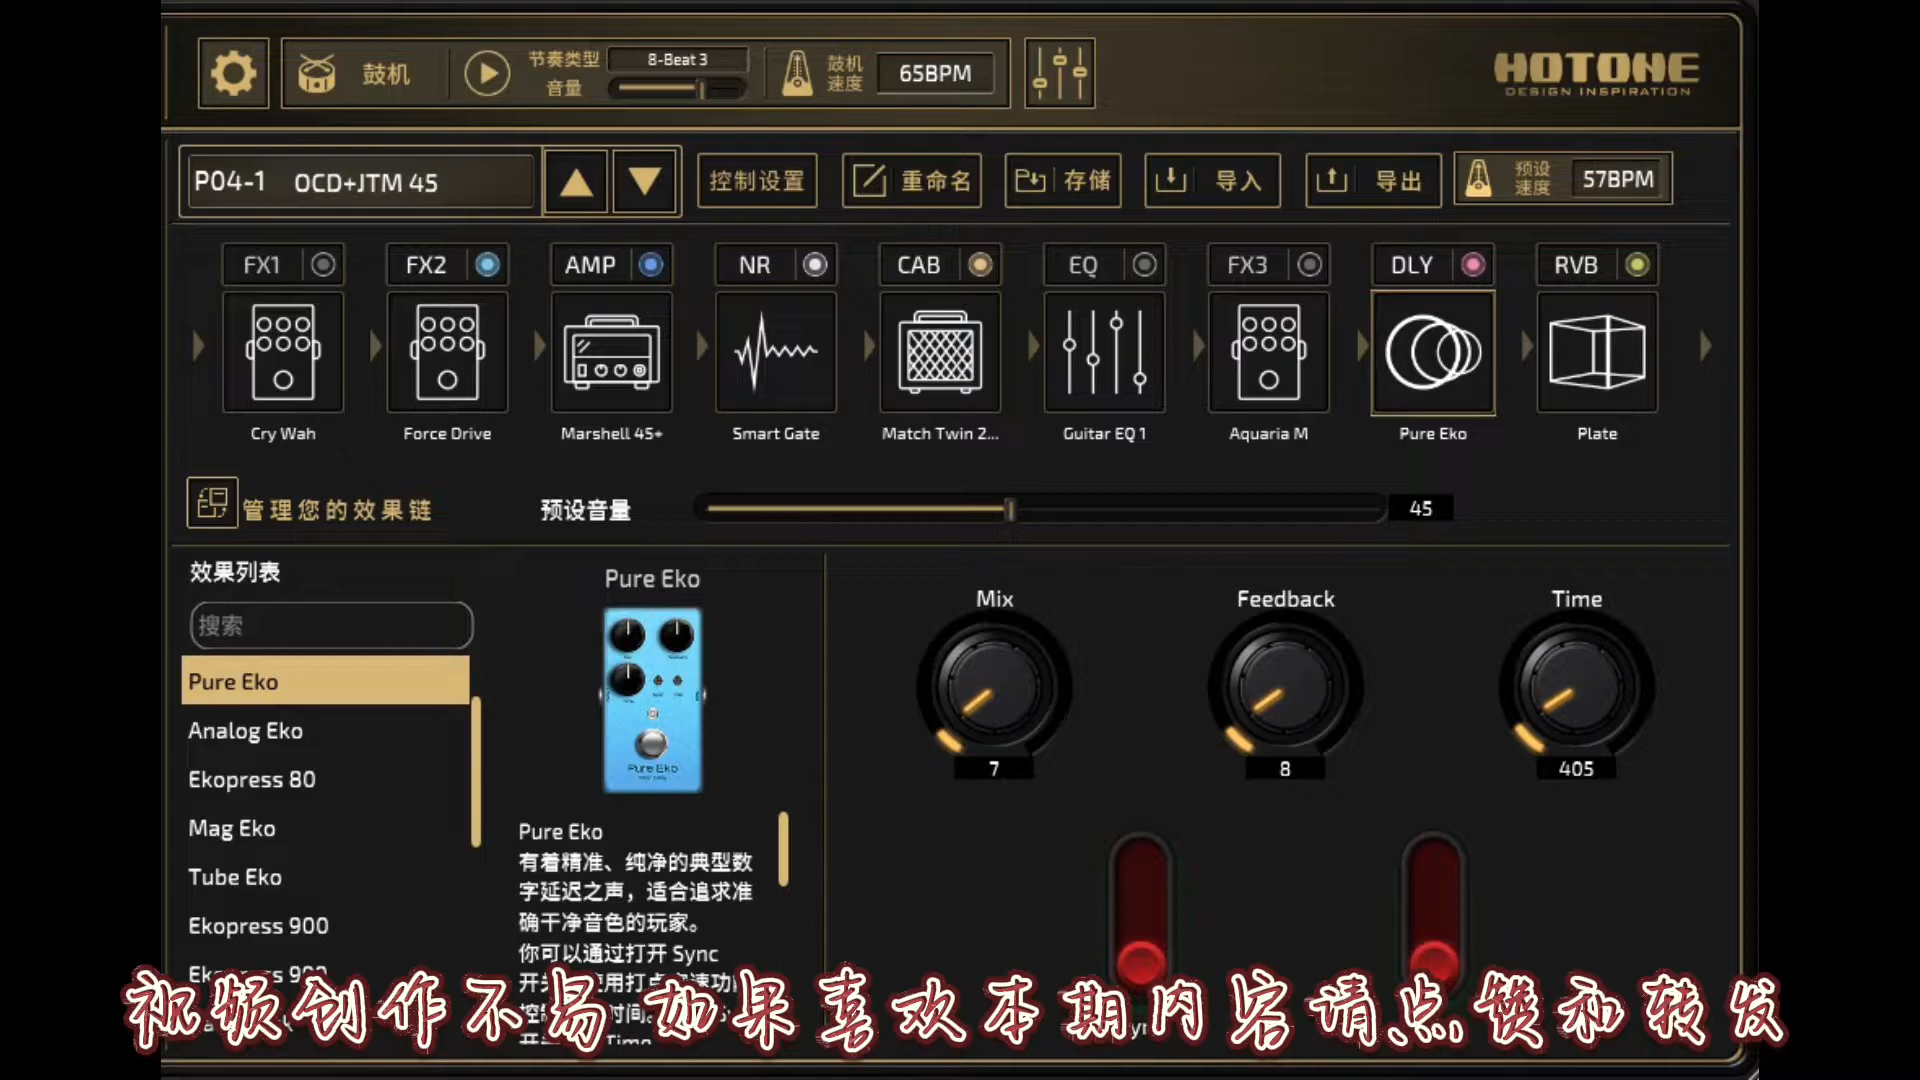 鼓机
节奏类型
8-Beat 3
音量
鼓机
速度
65BPM
HOTONE
DESIGN INSPIRATION
P04-1 OCD+JTM 45
控制设置
重命名
存储
导入
导出
预设
速度
57BPM
FX1 FX2 AMP NR CAB EQ FX3 DLY RVB
Cry Wah Force Drive Marshell 45+ Smart Gate Match Twin 2... Guitar EQ 1 Aquaria M Pure Eko Plate
管理您的效果链
预设音量
45
效果列表
搜索
Pure Eko
Analog Eko
Ekopress 80
Mag Eko
Tube Eko
Ekopress 900
Pure Eko
Pure Eko
Pure Eko
有着精准、纯净的典型数
字延迟之声，适合追求准
确干净音色的玩家。
你可以通过打开 Sync
Mix Feedback Time
7 8 405
视频创作不易如果喜欢本期内容请点赞和转发